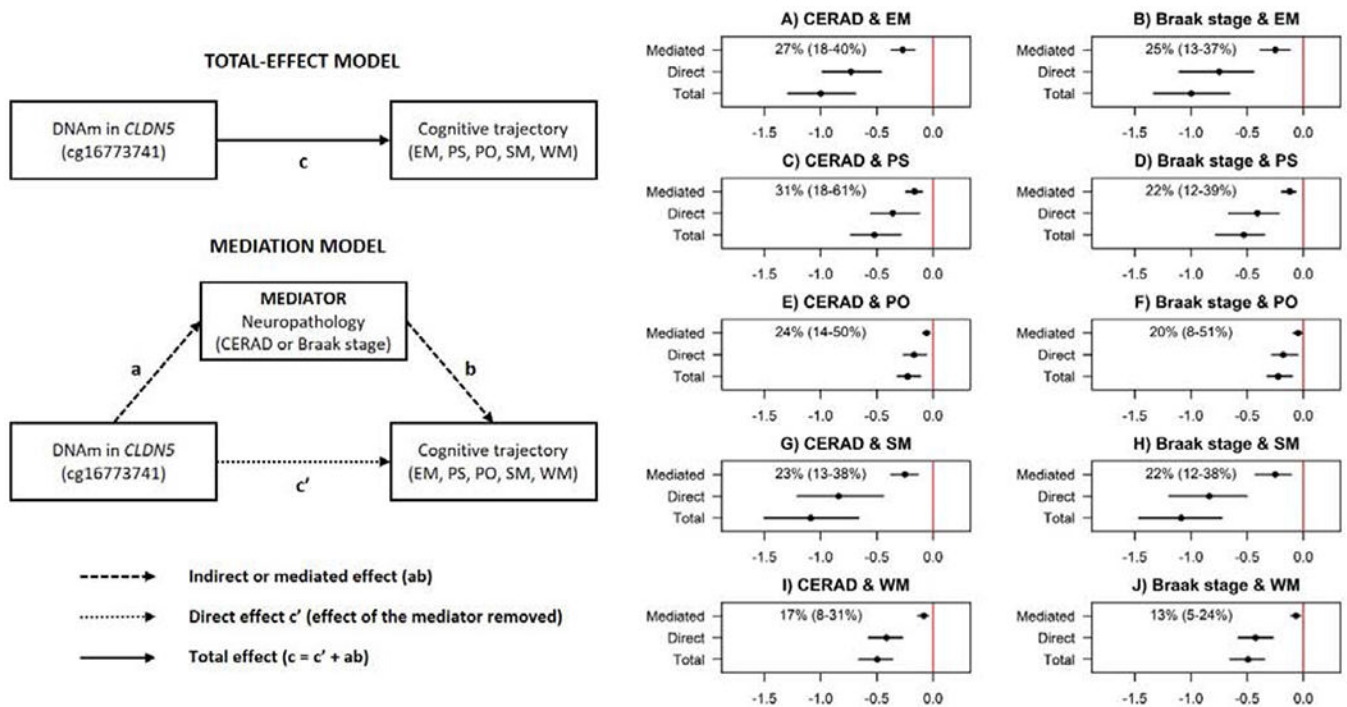 TOTAL-EFFECT MODEL
DNAm in CLDN5
(cg16773741)
c
Cognitive trajectory
(EM, PS, PO, SM, WM)
MEDIATION MODEL
MEDIATOR
Neuropathology
(CERAD or Braak stage)
a
b
DNAm in CLDN5
(cg16773741)
c’
Cognitive trajectory
(EM, PS, PO, SM, WM)
Indirect or mediated effect (ab)
Direct effect c’ (effect of the mediator removed)
Total effect (c = c’ + ab)
A) CERAD & EM
Mediated 27% (18-40%)
Direct
Total
-1.5 -1.0 -0.5 0.0
B) Braak stage & EM
Mediated 25% (13-37%)
Direct
Total
-1.5 -1.0 -0.5 0.0
C) CERAD & PS
Mediated 31% (18-61%)
Direct
Total
-1.5 -1.0 -0.5 0.0
D) Braak stage & PS
Mediated 22% (12-39%)
Direct
Total
-1.5 -1.0 -0.5 0.0
E) CERAD & PO
Mediated 24% (14-50%)
Direct
Total
-1.5 -1.0 -0.5 0.0
F) Braak stage & PO
Mediated 20% (8-51%)
Direct
Total
-1.5 -1.0 -0.5 0.0
G) CERAD & SM
Mediated 23% (13-38%)
Direct
Total
-1.5 -1.0 -0.5 0.0
H) Braak stage & SM
Mediated 22% (12-38%)
Direct
Total
-1.5 -1.0 -0.5 0.0
I) CERAD & WM
Mediated 17% (8-31%)
Direct
Total
-1.5 -1.0 -0.5 0.0
J) Braak stage & WM
Mediated 13% (5-24%)
Direct
Total
-1.5 -1.0 -0.5 0.0